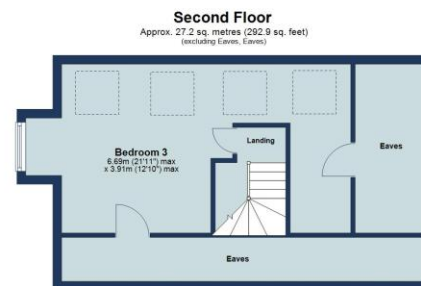 Second Floor
Approx. 27.2 sq. metres (292.9 sq. feet)
(excluding Eaves, Eaves)
Landing
Eaves
Bedroom 3
6.69m (21'11") max
x 3.91m (12'10") max
Eaves